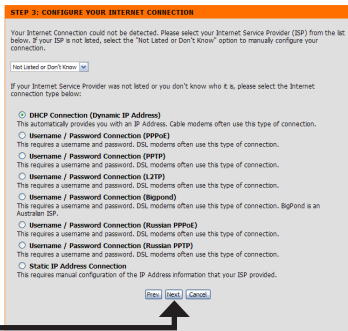 STEP 3: CONFIGURE YOUR INTERNET CONNECTION
Your Internet Connection could not be detected. Please select your Internet Service Provider (ISP) from the list
below. If your ISP is not listed, select the "Not Listed or Don't Know" option to manually configure your
connection.
Not Listed or Don't Know
If your Internet Service Provider was not listed or you don't know who it is, please select the Internet
connection type below:
DHCP Connection (Dynamic IP Address)
This automatically provides you with an IP Address. Cable modems often use this type of connection.
Username / Password Connection (PPPoE)
This requires a username and password. DSL modems often use this type of connection.
Username / Password Connection (PPTP)
This requires a username and password. DSL modems often use this type of connection.
Username / Password Connection (L2TP)
This requires a username and password. DSL modems often use this type of connection.
Username / Password Connection (Bigpond)
This requires a username and password. DSL modems often use this type of connection. BigPond is an
Australian ISP.
Username / Password Connection (Russian PPPoE)
This requires a username and password. DSL modems often use this type of connection.
Username / Password Connection (Russian PPTP)
This requires a username and password. DSL modems often use this type of connection.
Static IP Address Connection
This requires manual configuration of the IP Address information that your ISP provided.
Prev Next Cancel